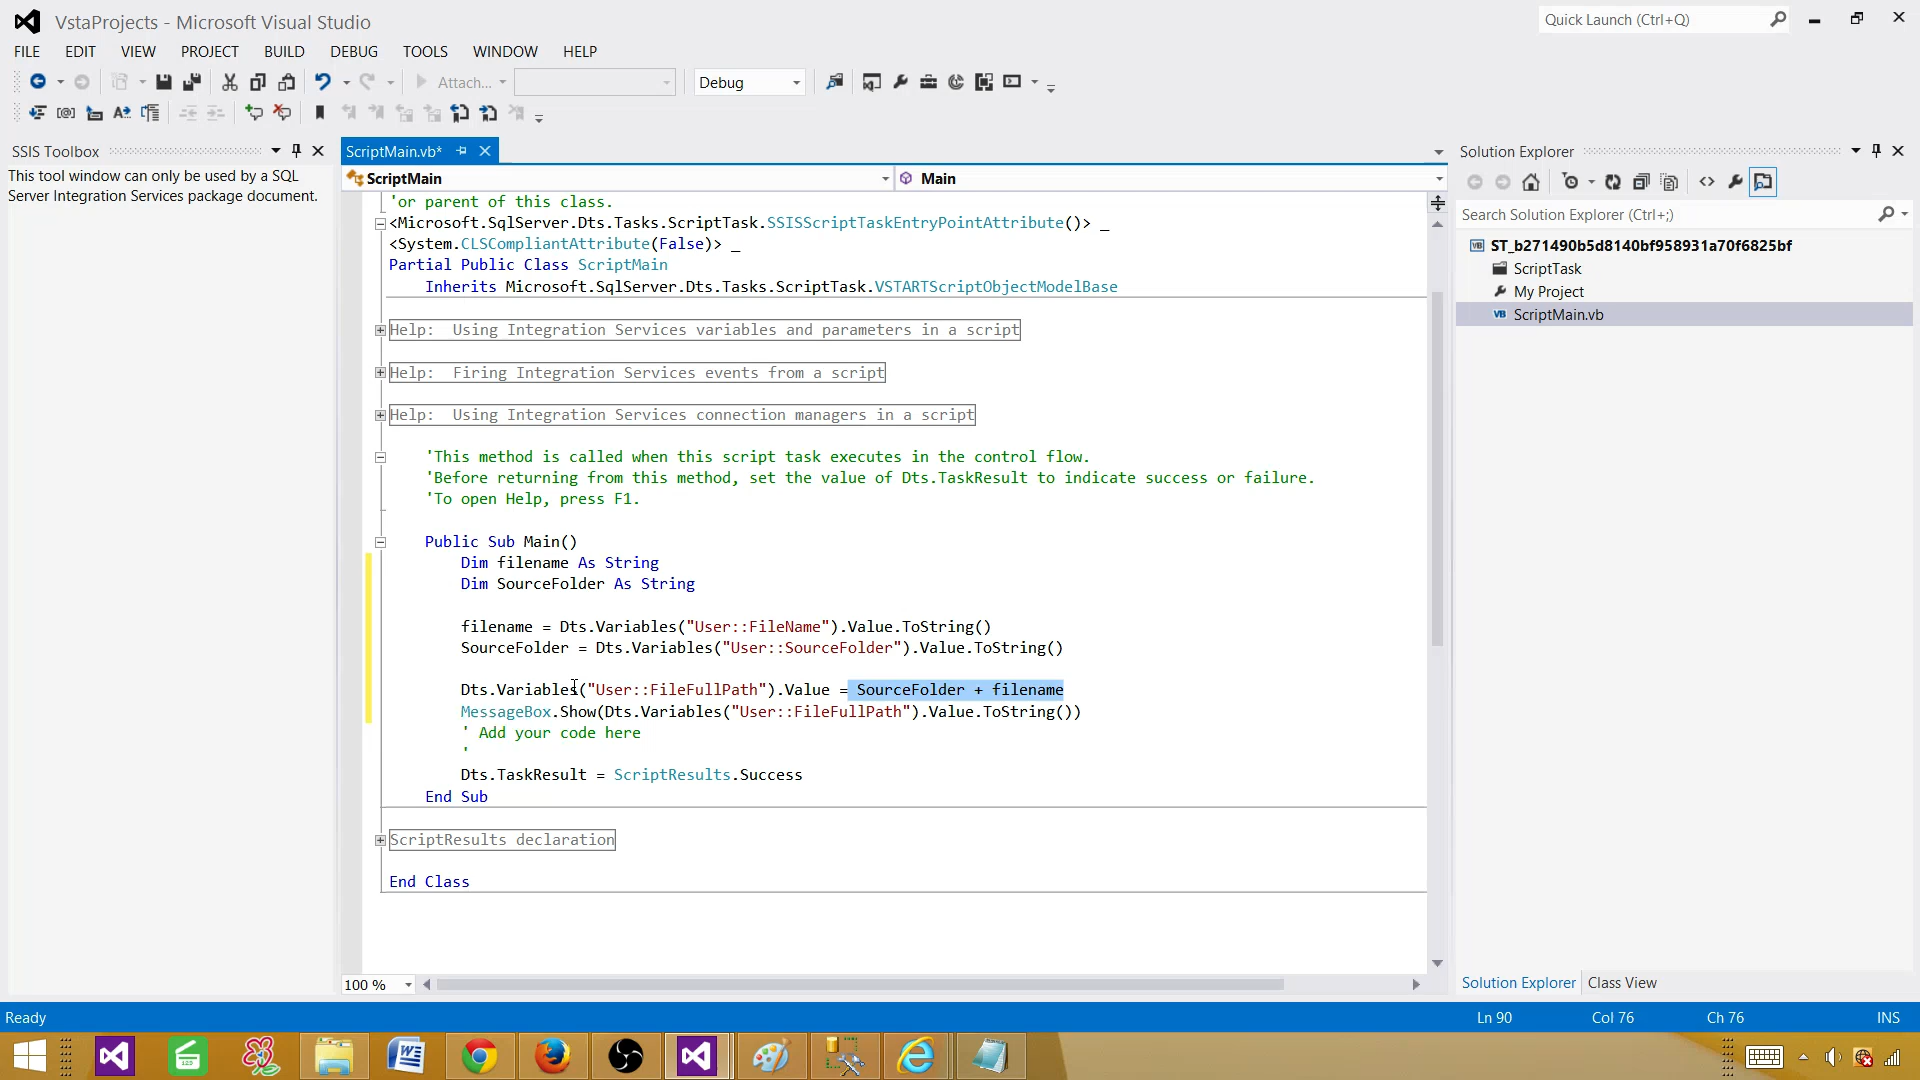 VstaProjects - Microsoft Visual Studio
Quick Launch (Ctrl+Q)
FILE EDIT VIEW PROJECT BUILD DEBUG TOOLS WINDOW HELP
Attach... Debug
SSIS Toolbox
This tool window can only be used by a SQL
Server Integration Services package document.
ScriptMain.vb*
ScriptMain Main
'or parent of this class.
<Microsoft.SqlServer.Dts.Tasks.ScriptTask.SSISScriptTaskEntryPointAttribute()> _
<System.CLSCompliantAttribute(False)> _
Partial Public Class ScriptMain
Inherits Microsoft.SqlServer.Dts.Tasks.ScriptTask.VSTARTScriptObjectModelBase
Help:  Using Integration Services variables and parameters in a script
Help:  Firing Integration Services events from a script
Help:  Using Integration Services connection managers in a script
'This method is called when this script task executes in the control flow.
'Before returning from this method, set the value of Dts.TaskResult to indicate success or failure.
'To open Help, press F1.
Public Sub Main()
Dim filename As String
Dim SourceFolder As String
filename = Dts.Variables("User::FileName").Value.ToString()
SourceFolder = Dts.Variables("User::SourceFolder").Value.ToString()
Dts.Variables("User::FileFullPath").Value = SourceFolder + filename
MessageBox.Show(Dts.Variables("User::FileFullPath").Value.ToString())
' Add your code here
'
Dts.TaskResult = ScriptResults.Success
End Sub
ScriptResults declaration
End Class
100 %
Solution Explorer
Search Solution Explorer (Ctrl+;)
ST_b271490b5d8140bf958931a70f6825bf
ScriptTask
My Project
VB ScriptMain.vb
Solution Explorer Class View
Ready Ln 90 Col 76 Ch 76 INS